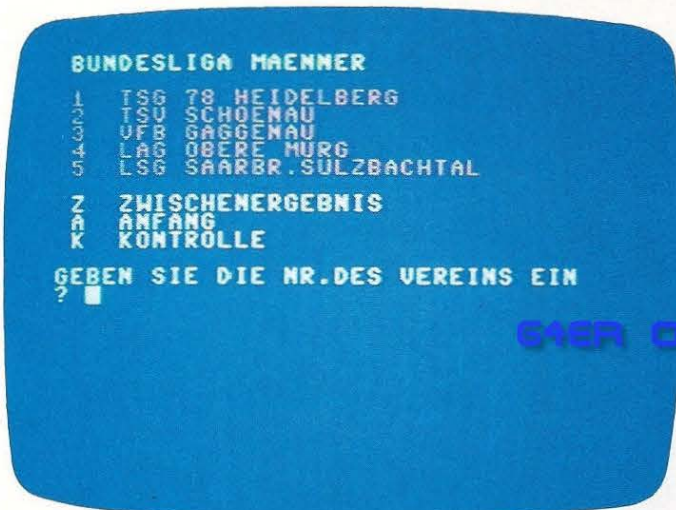 BUNDESLIGA MAENNER
1 TSG 78 HEIDELBERG
2 TSV SCHOENAU
3 VFB GAGGENAU
4 LAG OBERE MURG
5 LSG SAARBR.SULZBACHTAL
Z ZWISCHENERGEBNIS
A ANFANG
K KONTROLLE
GEBEN SIE DIE NR.DES VEREINS EIN
?
64ER